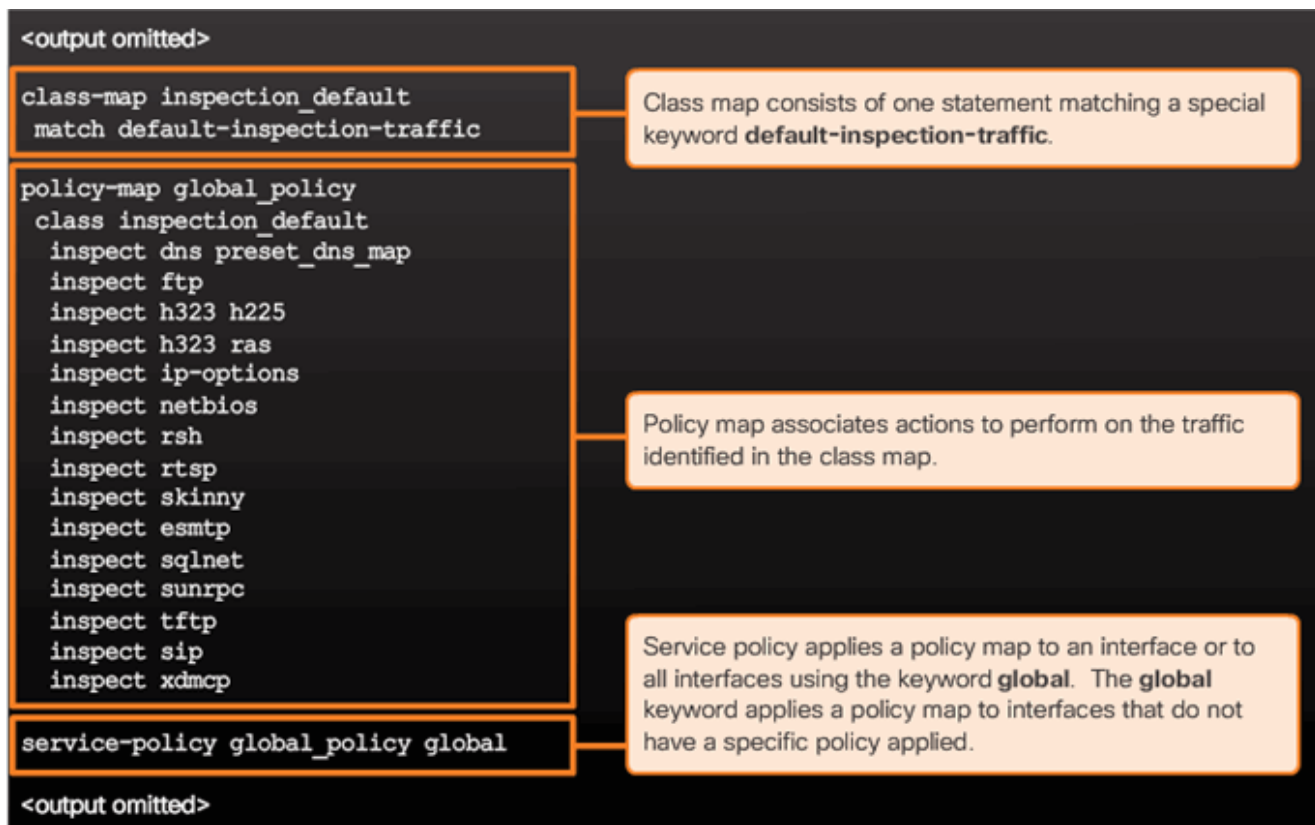 <output omitted>
class-map inspection_default
match default-inspection-traffic
Class map consists of one statement matching a special
keyword default-inspection-traffic.
policy-map global_policy
class inspection_default
inspect dns preset_dns_map
inspect ftp
inspect h323 h225
inspect h323 ras
inspect ip-options
inspect netbios
inspect rsh
inspect rtsp
inspect skinny
inspect esmtp
inspect sqlnet
inspect sunrpc
inspect tftp
inspect sip
inspect xdmcp
Policy map associates actions to perform on the traffic
identified in the class map.
service-policy global_policy global
Service policy applies a policy map to an interface or to
all interfaces using the keyword global. The global
keyword applies a policy map to interfaces that do not
have a specific policy applied.
<output omitted>